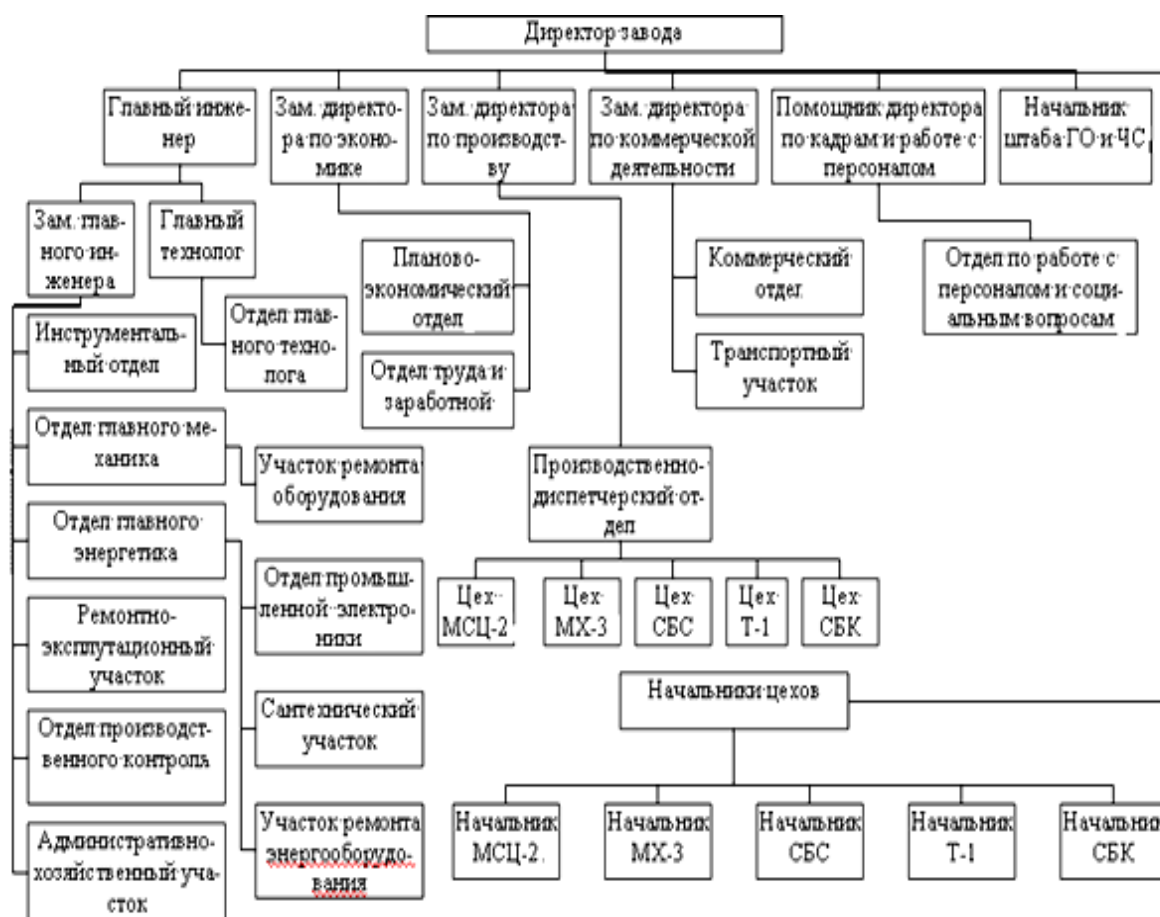 Директор завода
Главный инже-
нер
Зам. директо-
ра по эконо-
мике
Зам. директора
по производст-
ву
Зам. директора
по коммерческой
деятельности
Помощник директора
по кадрам и работе с
персоналом
Начальник
штаба ГО и ЧС
Зам. глав-
ного ин-
женера
Главный
технолог
Планово-
экономический
отдел
Коммерческий
отдел
Отдел по работе с
персоналом и соци-
альным вопросам
Инструменталь-
ный отдел
Отдел глав-
ного техно-
лога
Отдел труда и
заработной
Транспортный
участок
Отдел главного ме-
ханика
Участок ремонта
оборудования
Производственно-
диспетчерский от-
дел
Отдел главного
энергетика
Отдел промыш-
ленной электро-
ники
Цех
МСЦ-2
Цех
МХ-3
Цех
СБС
Цех
Т-1
Цех
СБК
Ремонтно-
эксплутационный
участок
Начальники цехов
Отдел производст-
венного контроля
Сантехнический
участок
Административно-
хозяйственный уча-
сток
Участок ремонта
энергооборудо-
вания
Начальник
МСЦ-2.
Начальник
МХ-3
Начальник
СБС
Начальник
Т-1
Начальник
СБК